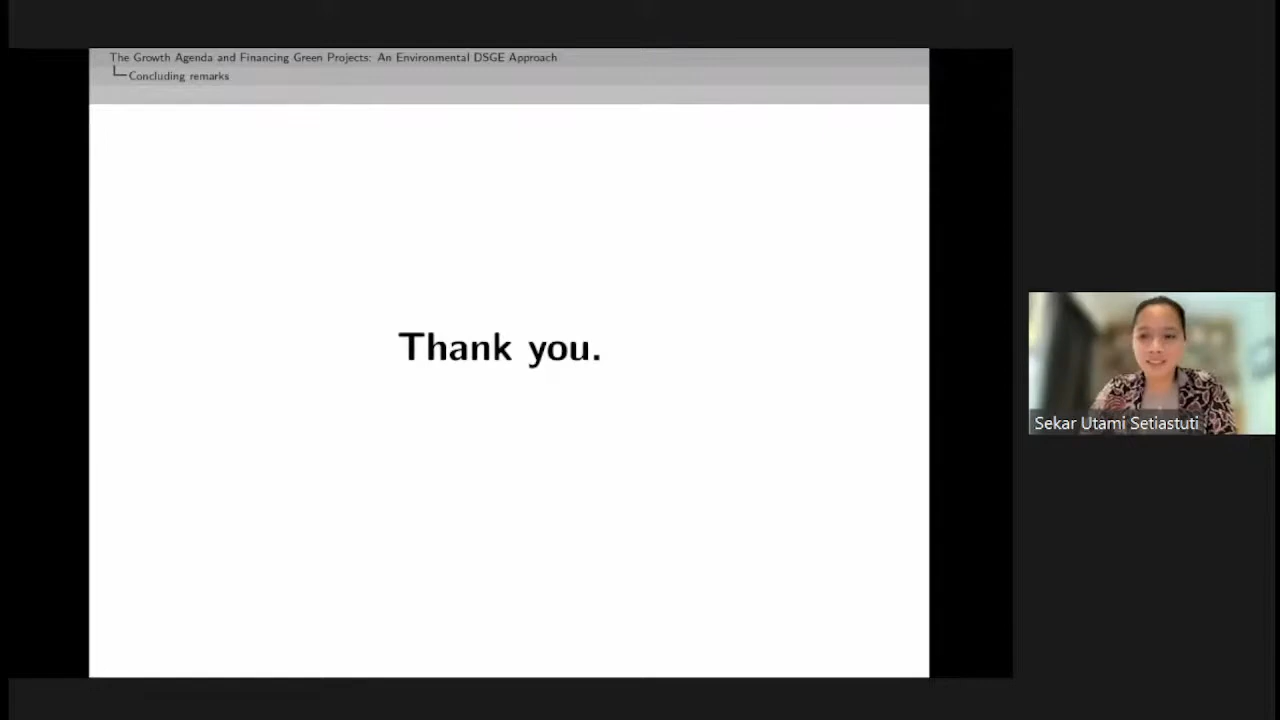 The Growth Agenda and Financing Green Projects: An Environmental DSGE Approach
Concluding remarks
Thank you.
Sekar Utami Setiastuti